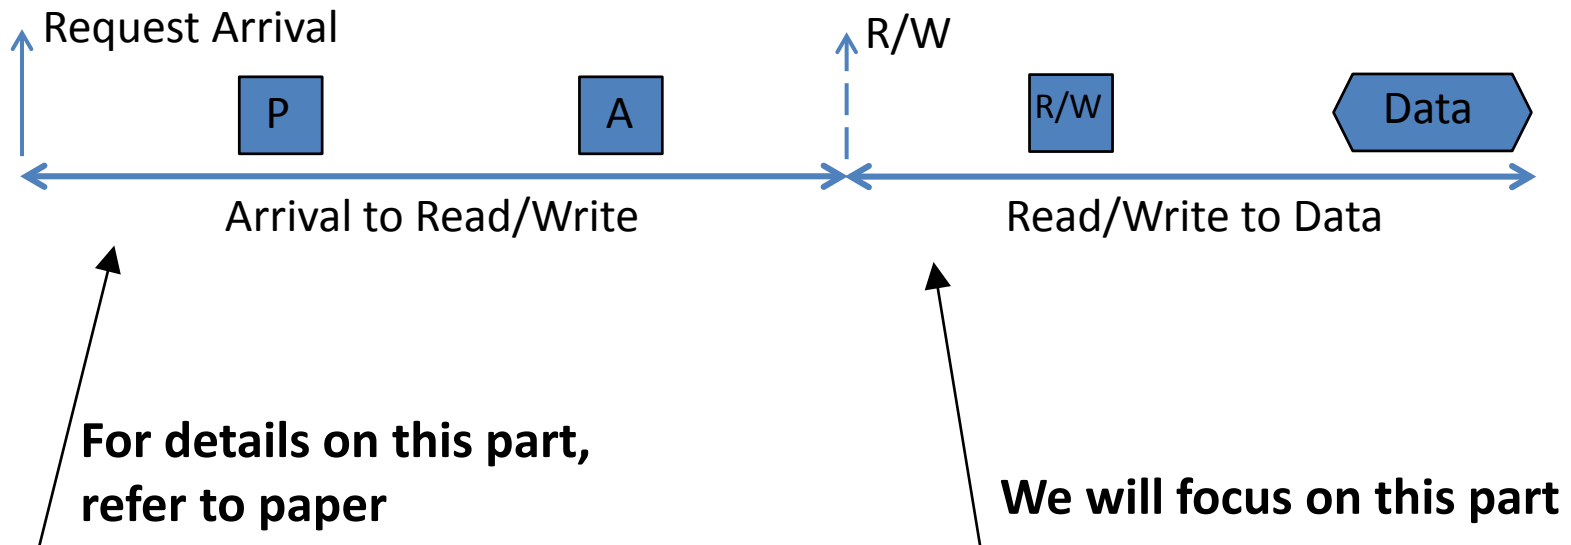 Request Arrival
R/W
P
A
R/W
Data
Arrival to Read/Write
Read/Write to Data
For details on this part,
refer to paper
We will focus on this part